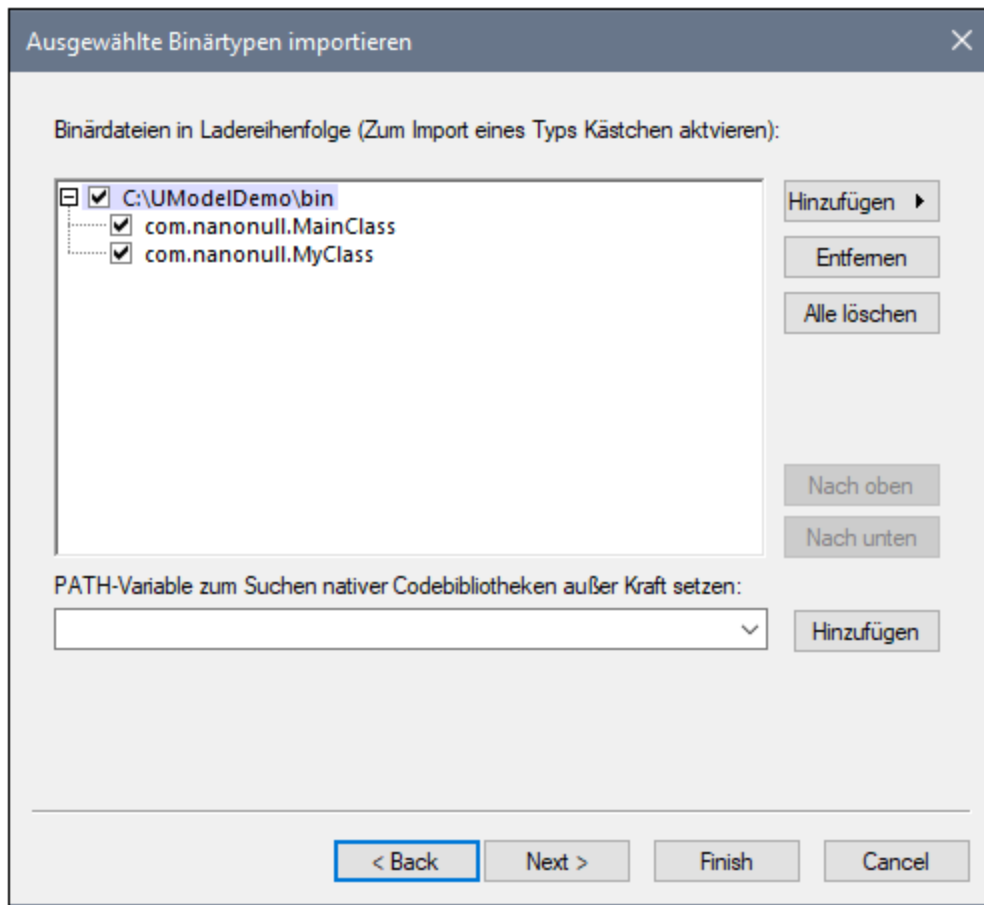 Ausgewählte Binärtypen importieren
Binärdateien in Ladereihenfolge (Zum Import eines Typs Kästchen aktvieren):
C:\UModelDemo\bin
com.nanonull.MainClass
com.nanonull.MyClass
Hinzufügen
Entfernen
Alle löschen
Nach oben
Nach unten
PATH-Variable zum Suchen nativer Codebibliotheken außer Kraft setzen:
Hinzufügen
< Back Next > Finish Cancel